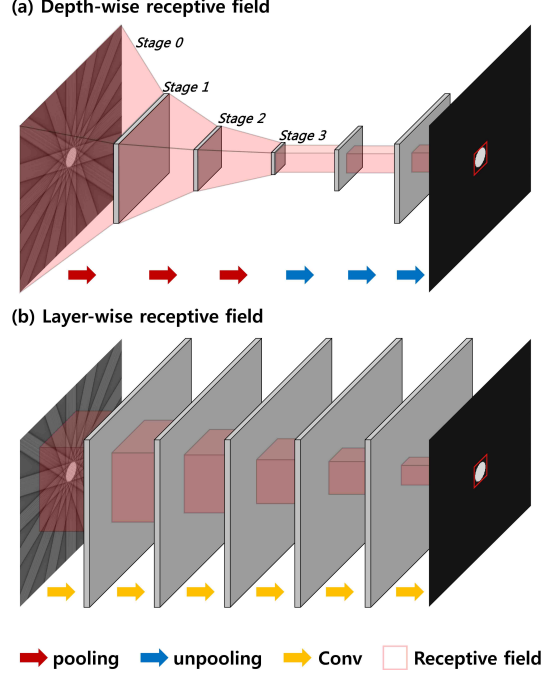 (a) Depth-wise receptive field
Stage 0
Stage 1
Stage 2
Stage 3
(b) Layer-wise receptive field
pooling unpooling Conv Receptive field